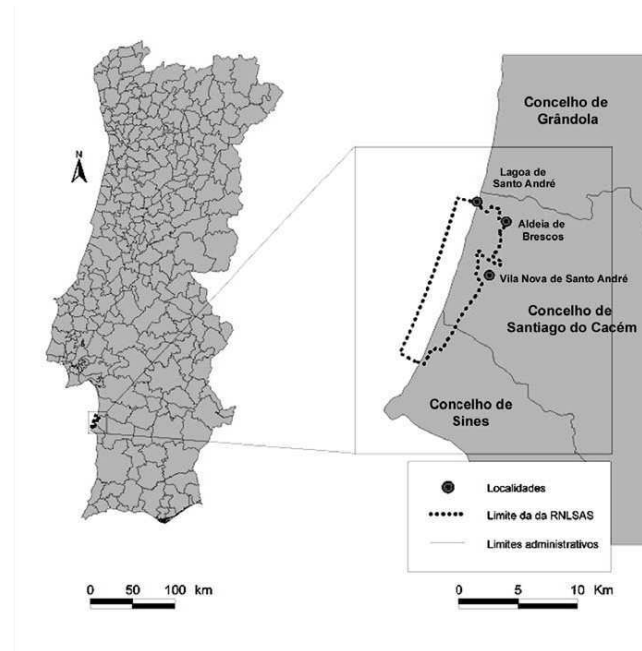 N
Concelho de
Grândola
Lagoa de
Santo André
Aldeia de
Brescos
Vila Nova de Santo André
Concelho de
Santiago do Cacém
Concelho de
Sines
Localidades
Limite da da RNLSAS
Limites administrativos
0 50 100 km
0 5 10 Km